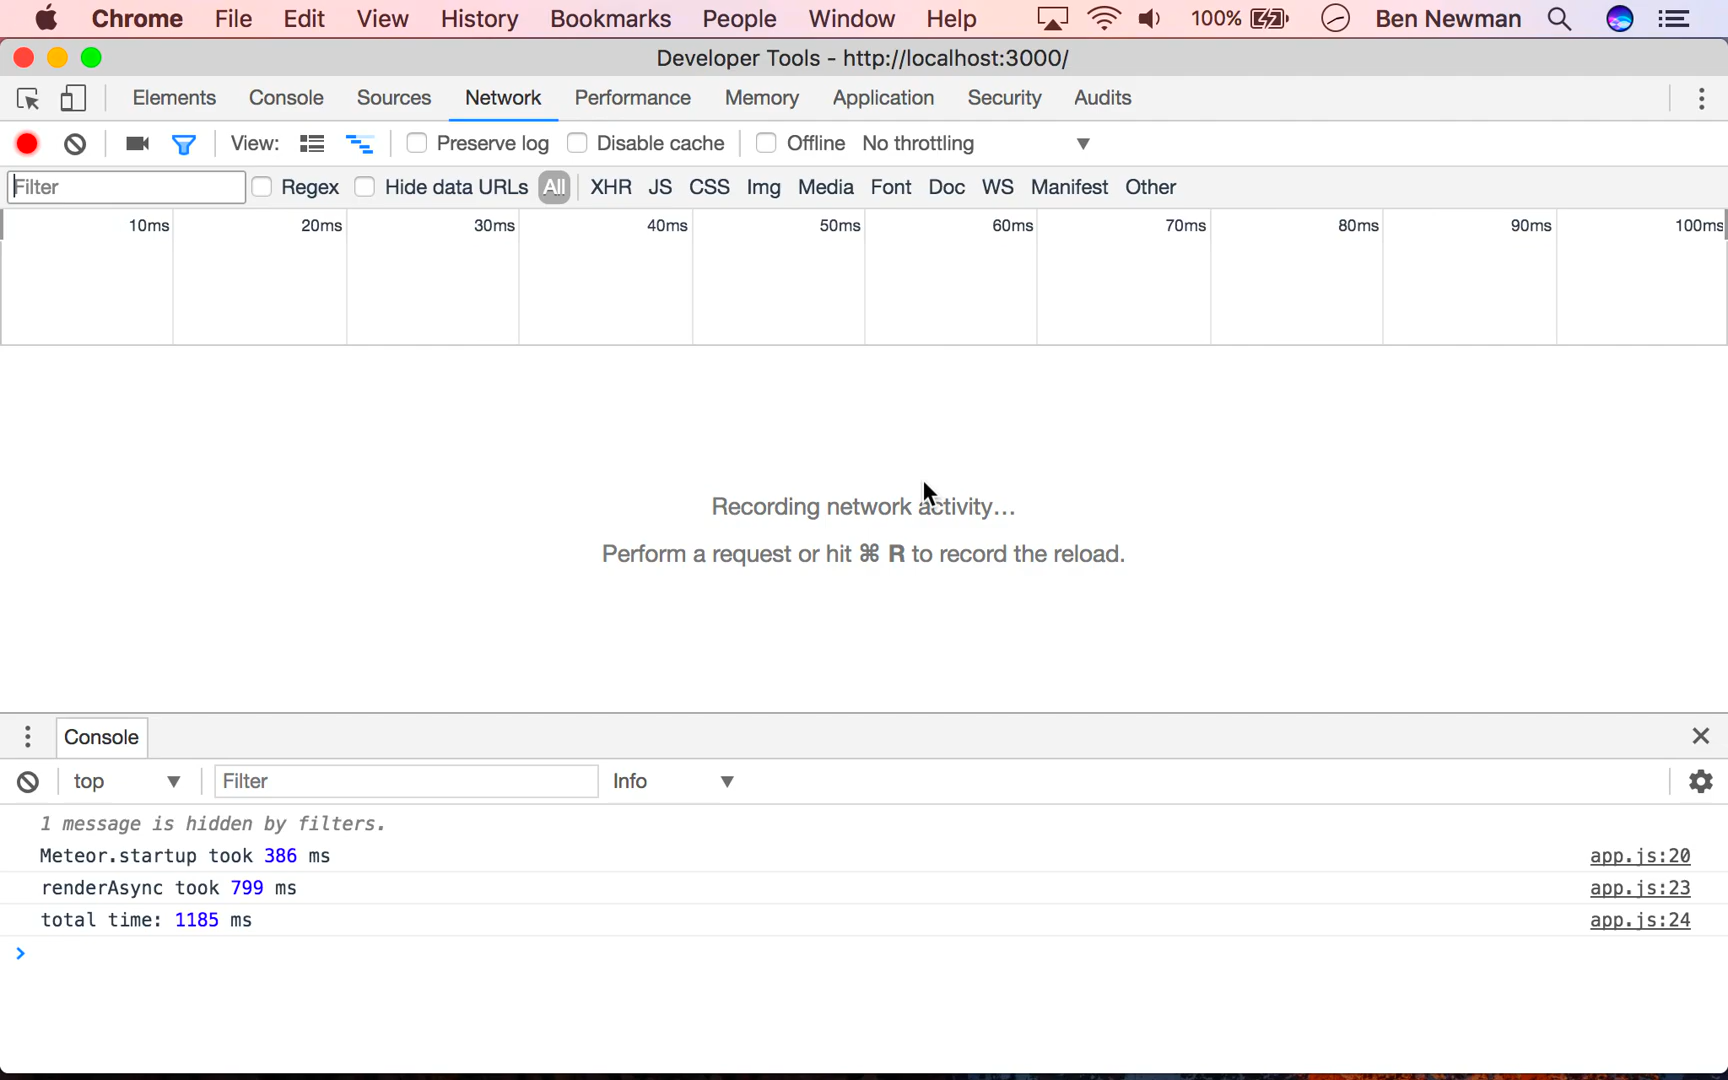 Chrome File Edit View History Bookmarks People Window Help 100% Ben Newman
Developer Tools - http://localhost:3000/
Elements Console Sources Network Performance Memory Application Security Audits
View: Preserve log Disable cache Offline No throttling ▼
Filter Regex Hide data URLs All XHR JS CSS Img Media Font Doc WS Manifest Other
10ms 20ms 30ms 40ms 50ms 60ms 70ms 80ms 90ms 100ms
Recording network activity…
Perform a request or hit ⌘ R to record the reload.
Console
top ▼ Filter Info ▼
1 message is hidden by filters.
Meteor.startup took 386 ms app.js:20
renderAsync took 799 ms app.js:23
total time: 1185 ms app.js:24